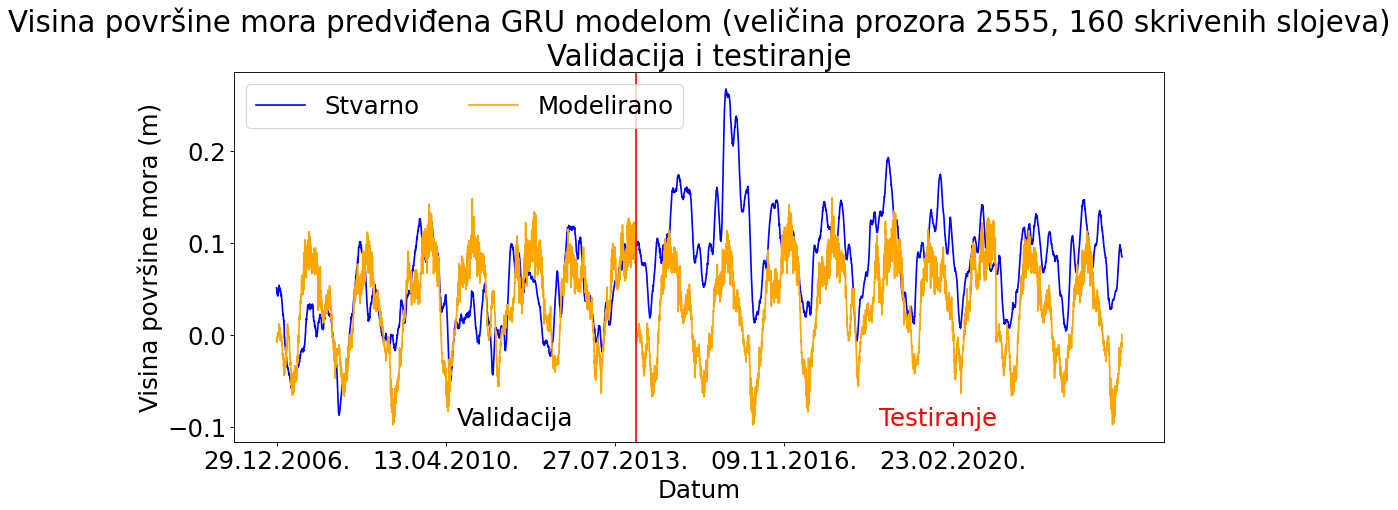 Visina površine mora predviđena GRU modelom (veličina prozora 2555, 160 skrivenih slojeva)
Validacija i testiranje
Stvarno
Modelirano
Visina površine mora (m)
0.2
0.1
0.0
−0.1
Validacija
Testiranje
29.12.2006.
13.04.2010.
27.07.2013.
09.11.2016.
23.02.2020.
Datum